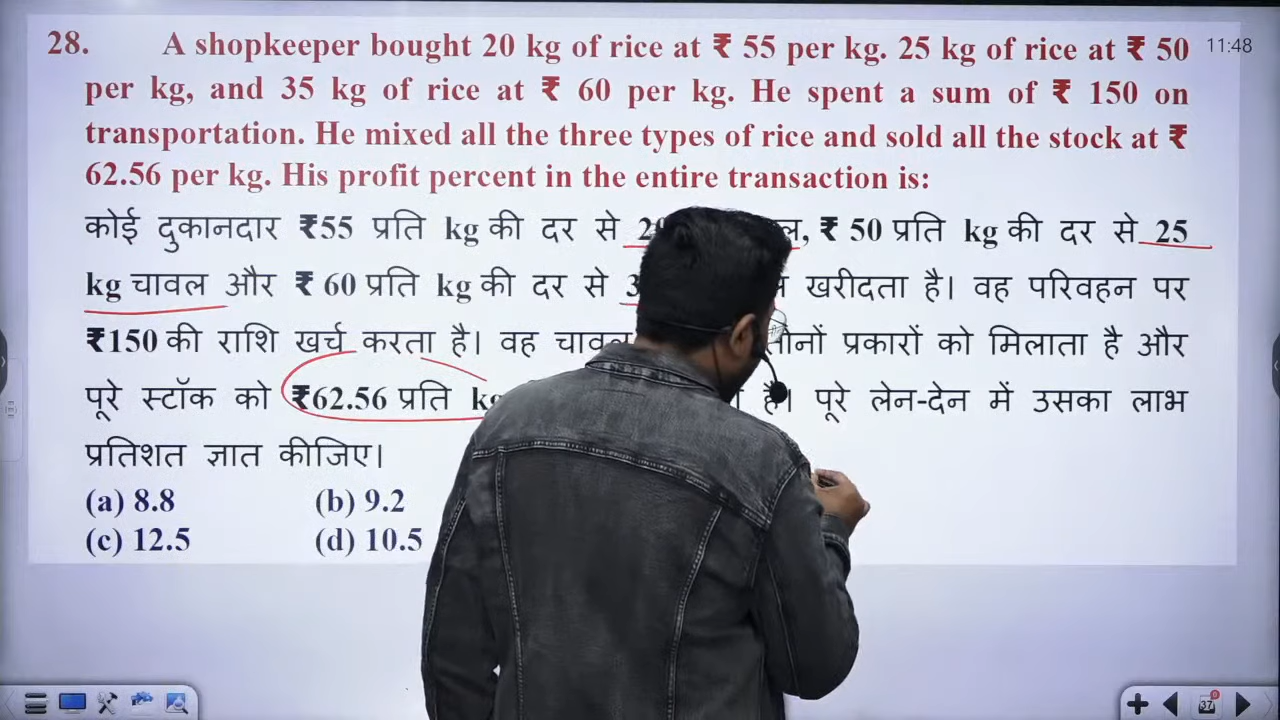 28. A shopkeeper bought 20 kg of rice at ₹ 55 per kg. 25 kg of rice at ₹ 50
11:48
per kg, and 35 kg of rice at ₹ 60 per kg. He spent a sum of ₹ 150 on
transportation. He mixed all the three types of rice and sold all the stock at ₹
62.56 per kg. His profit percent in the entire transaction is:
कोई दुकानदार ₹55 प्रति kg की दर से ₹ 50 प्रति kg की दर से 25
kg चावल और ₹ 60 प्रति kg की दर से खरीदता है। वह परिवहन पर
₹150 की राशि खर्च करता है। वह प्रकारों को मिलाता है और
पूरे स्टॉक को ₹62.56 प्रति है। पूरे लेन-देन में उसका लाभ
प्रतिशत ज्ञात कीजिए।
(a) 8.8 (b) 9.2
(c) 12.5 (d) 10.5
37